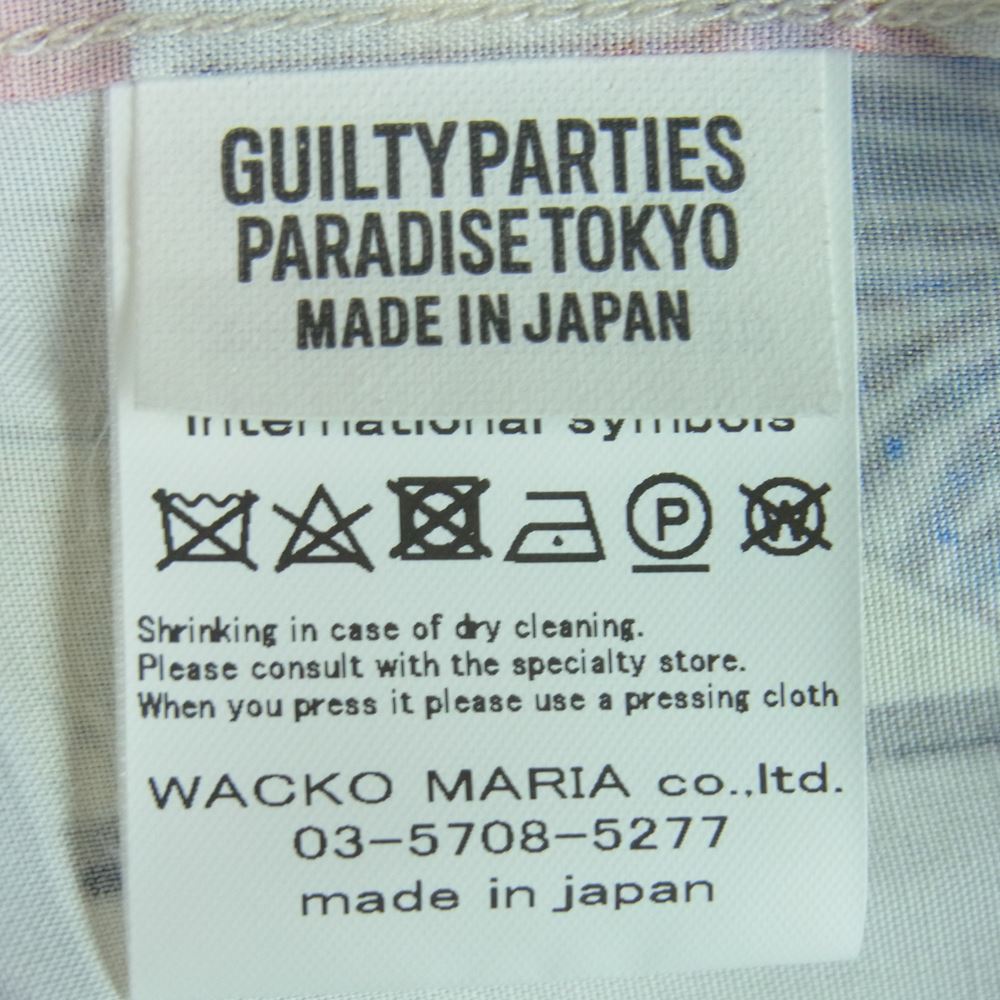 GUILTY PARTIES
PARADISE TOKYO
MADE IN JAPAN
International symbols
P
W
Shrinking in case of dry cleaning.
Please consult with the specialty store.
When you press it please use a pressing cloth
WACKO MARIA co.,ltd.
03-5708-5277
made in japan